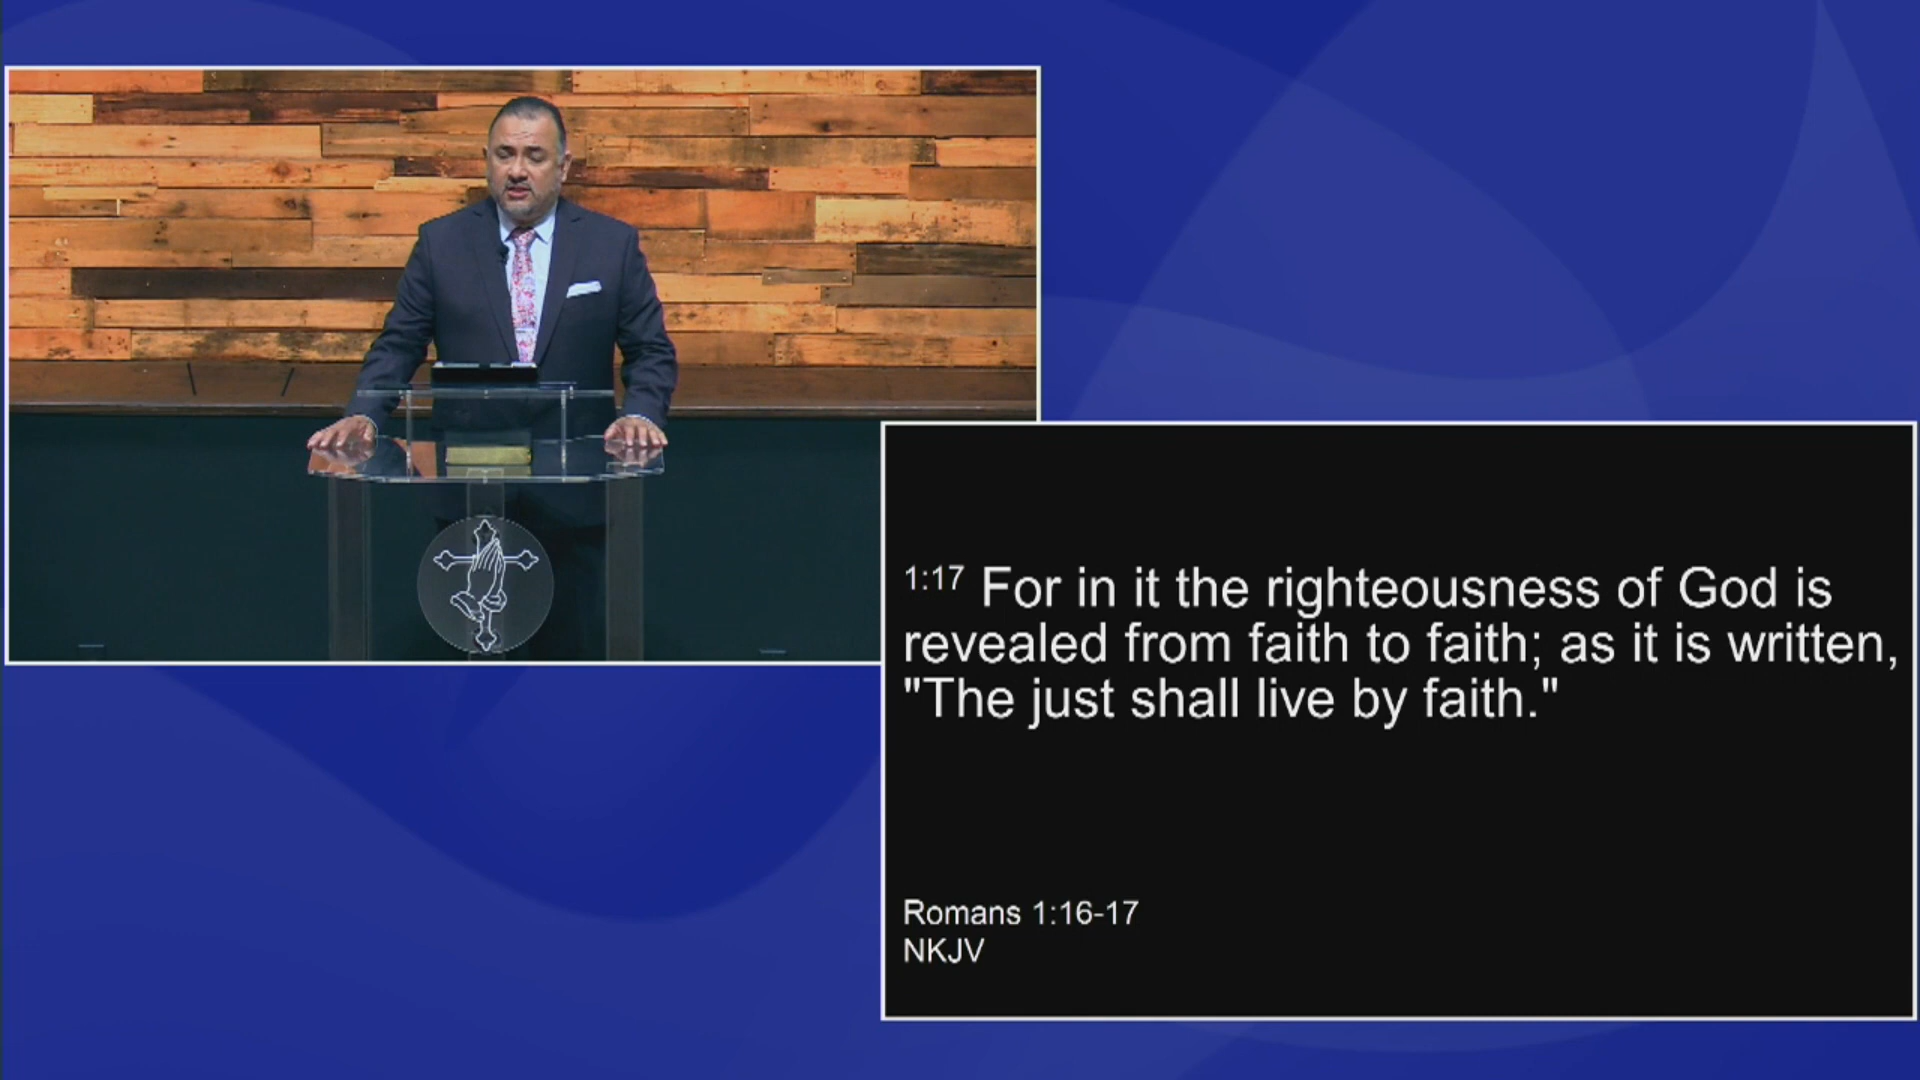 1:17 For in it the righteousness of God is
revealed from faith to faith; as it is written,
"The just shall live by faith."
Romans 1:16-17
NKJV